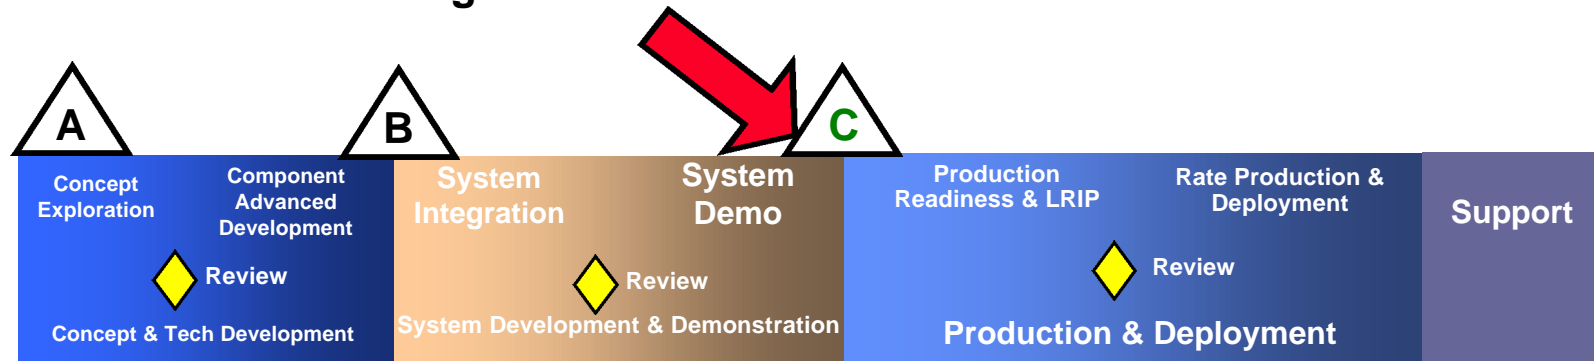 A
B
C
Concept
Exploration
Component
Advanced
Development
Review
Concept & Tech Development
System
Integration
System
Demo
Review
System Development & Demonstration
Production
Readiness & LRIP
Rate Production &
Deployment
Review
Production & Deployment
Support